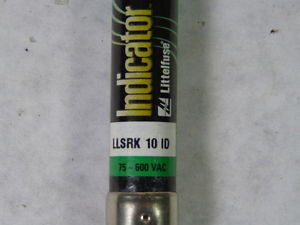 Indicator
Littelfuse
LLSRK 10 ID
75-600 VAC